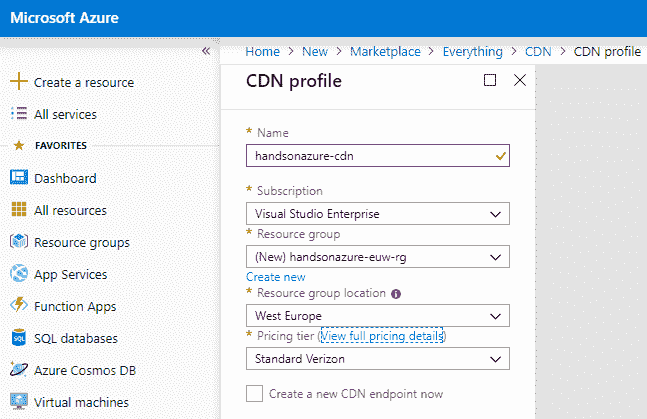 Microsoft Azure
«
Home > New > Marketplace > Everything > CDN > CDN profile
Create a resource
All services
FAVORITES
Dashboard
All resources
Resource groups
App Services
Function Apps
SQL databases
Azure Cosmos DB
Virtual machines
CDN profile
* Name
handsonazure-cdn
* Subscription
Visual Studio Enterprise
* Resource group
(New) handsonazure-euw-rg
Create new
* Resource group location
West Europe
* Pricing tier (View full pricing details)
Standard Verizon
Create a new CDN endpoint now